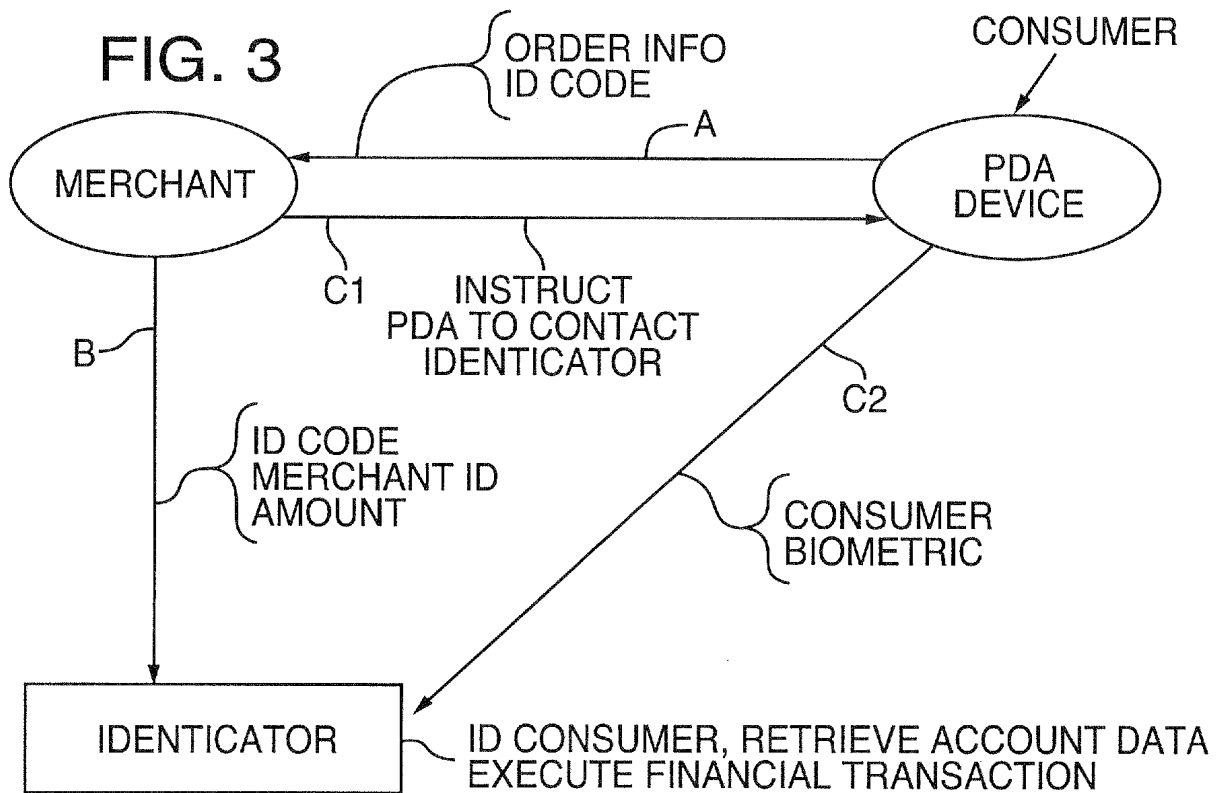 FIG. 3
ORDER INFO
ID CODE
CONSUMER
A
MERCHANT
PDA
DEVICE
C1
INSTRUCT
PDA TO CONTACT
IDENTICATOR
B
C2
ID CODE
MERCHANT ID
AMOUNT
CONSUMER
BIOMETRIC
IDENTICATOR
ID CONSUMER, RETRIEVE ACCOUNT DATA
EXECUTE FINANCIAL TRANSACTION